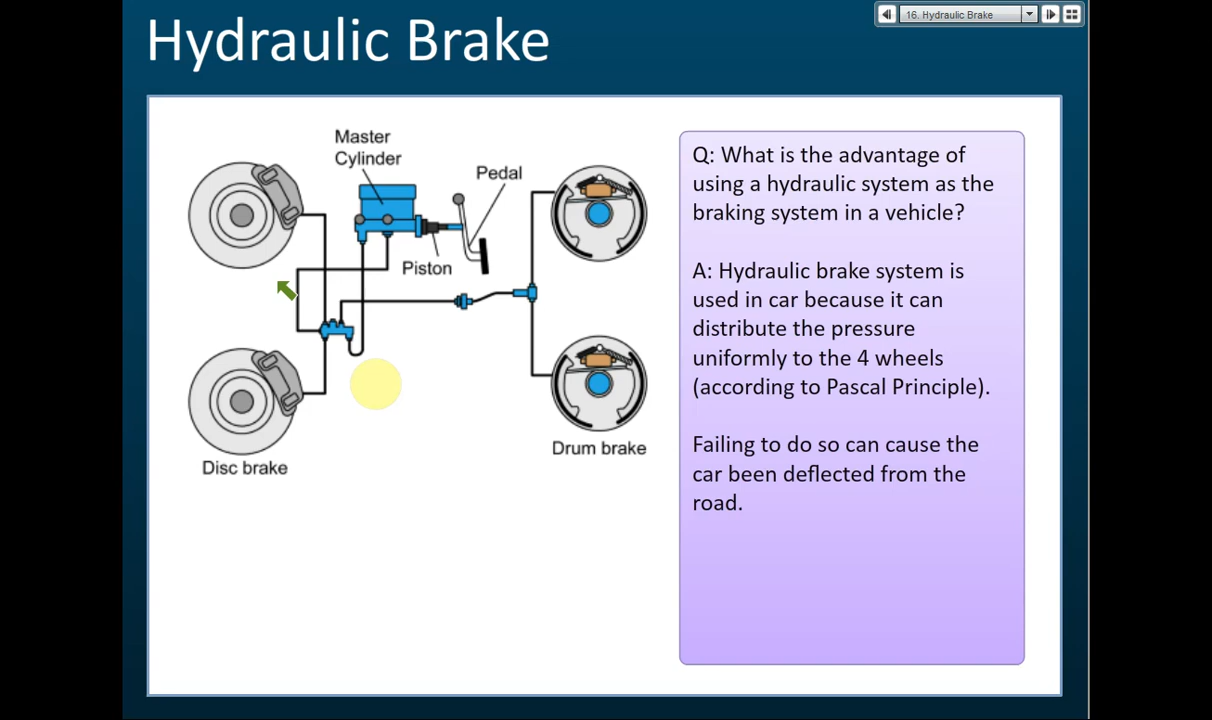 16. Hydraulic Brake
Hydraulic Brake
Master
Cylinder
Pedal
Piston
Disc brake
Drum brake
Q: What is the advantage of
using a hydraulic system as the
braking system in a vehicle?
A: Hydraulic brake system is
used in car because it can
distribute the pressure
uniformly to the 4 wheels
(according to Pascal Principle).
Failing to do so can cause the
car been deflected from the
road.